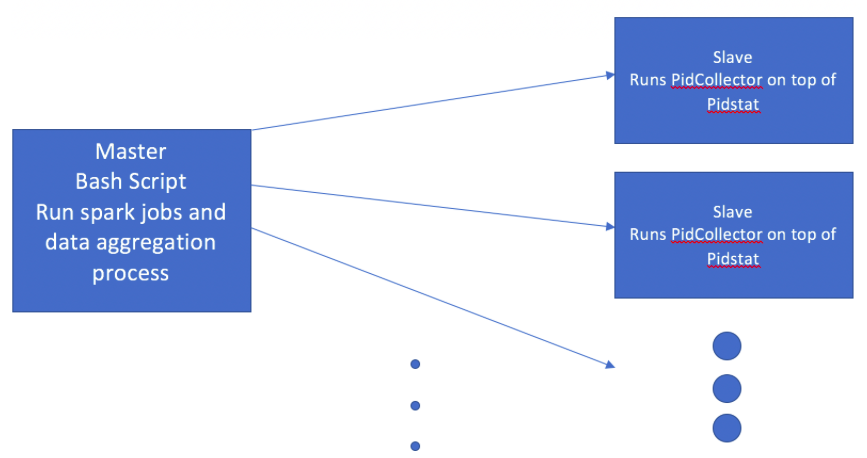 Master
Bash Script
Run spark jobs and
data aggregation
process
Slave
Runs PidCollector on top of
Pidstat
Slave
Runs PidCollector on top of
Pidstat